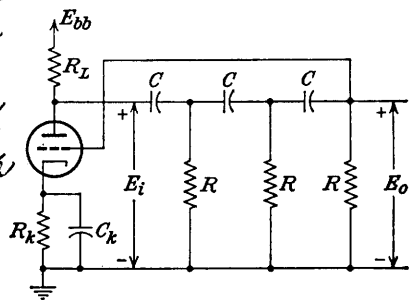 E_bb
R_L
C C C
+ +
E_i R R R E_o
R_k C_k
− −